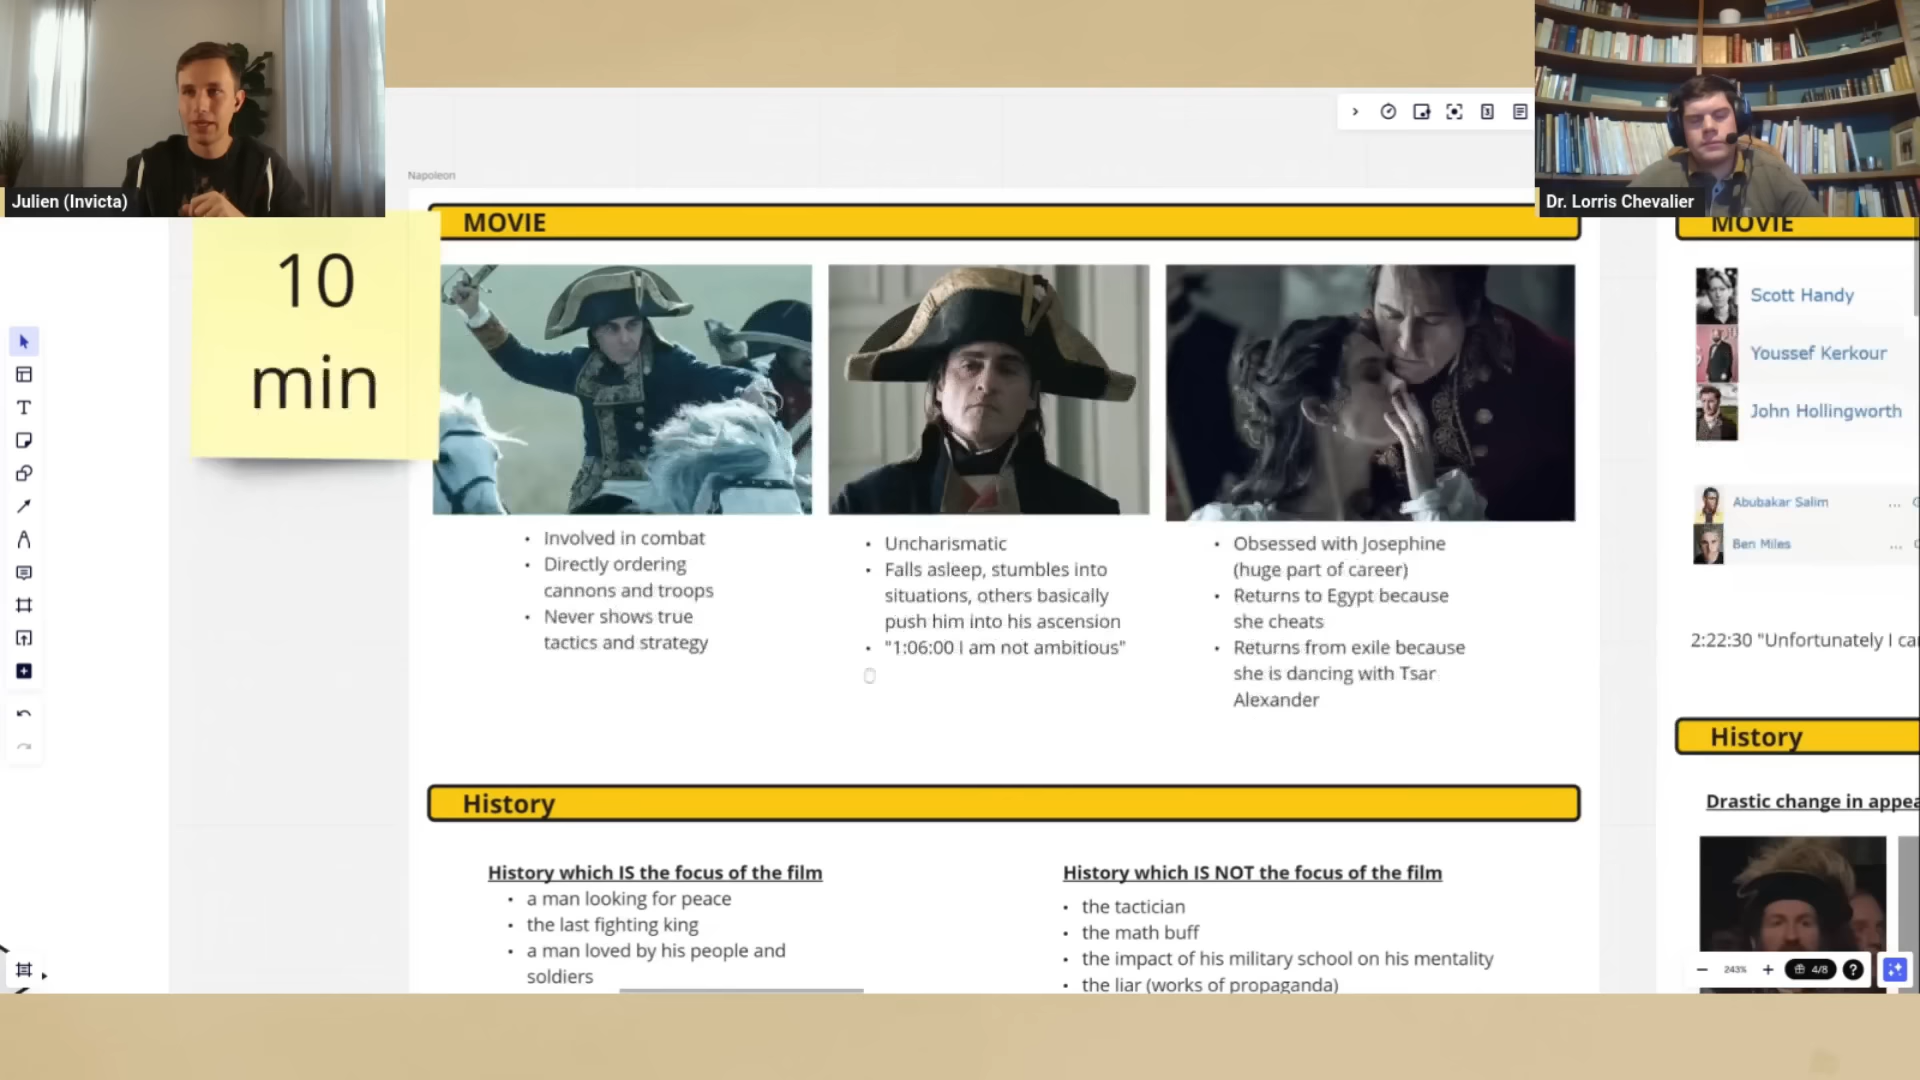 Julien (Invicta)
Dr. Lorris Chevalier
Napoleon
10
min
MOVIE
Involved in combat
Directly ordering
cannons and troops
Never shows true
tactics and strategy
Uncharismatic
Falls asleep, stumbles into
situations, others basically
push him into his ascension
"1:06:00 I am not ambitious"
Obsessed with Josephine
(huge part of career)
Returns to Egypt because
she cheats
Returns from exile because
she is dancing with Tsar
Alexander
History
History which IS the focus of the film
a man looking for peace
the last fighting king
a man loved by his people and
soldiers
History which IS NOT the focus of the film
the tactician
the math buff
the impact of his military school on his mentality
the liar (works of propaganda)
MOVIE
Scott Handy
Youssef Kerkour
John Hollingworth
Abubakar Salim ...
Ben Miles ...
2:22:30 "Unfortunately I
History
Drastic change in
243%
4/8